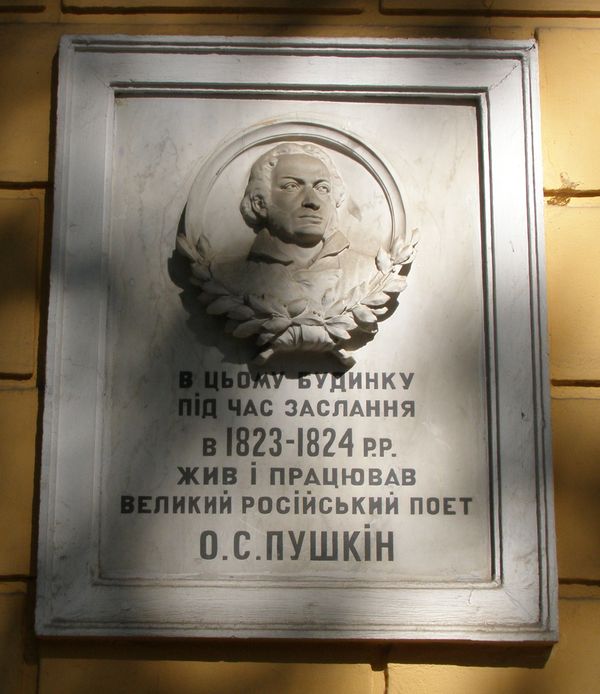 В ЦЬОМУ БУДИНКУ
ПІД ЧАС ЗАСЛАННЯ
В 1823-1824 Р.Р.
ЖИВ І ПРАЦЮВАВ
ВЕЛИКИЙ РОСІЙСЬКИЙ ПОЕТ
О.С.ПУШКІН